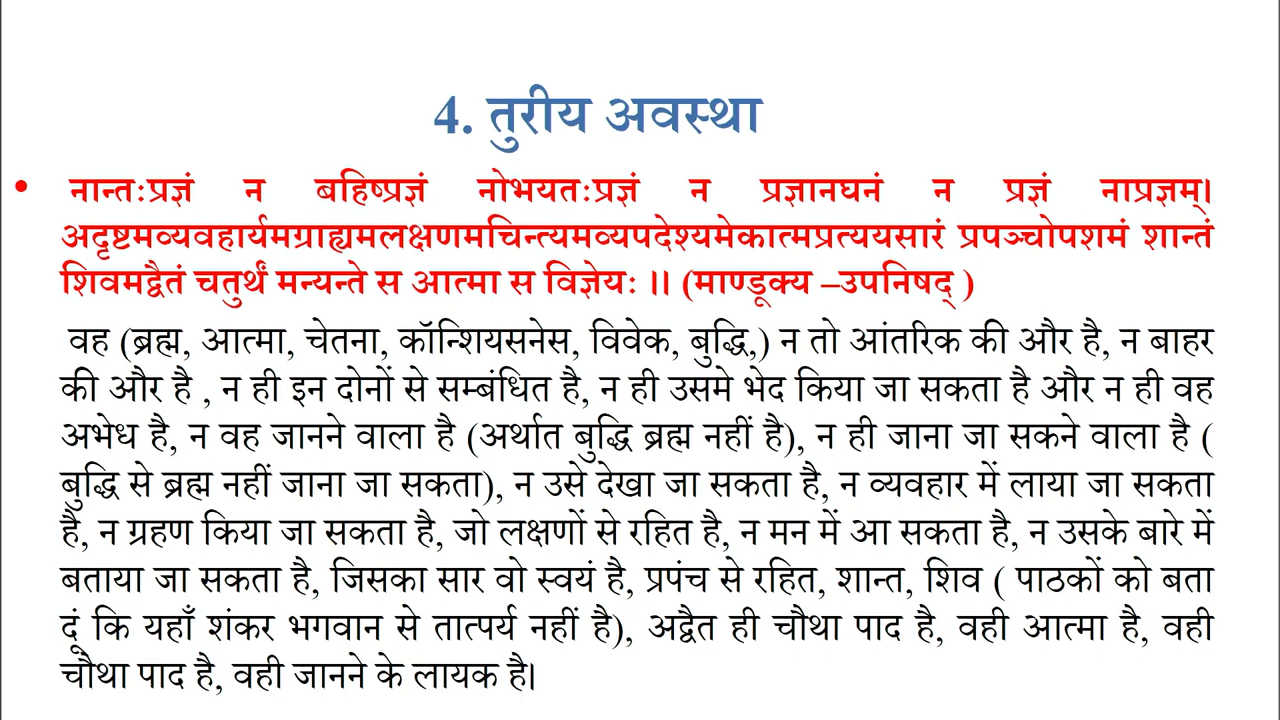 4. तुरीय अवस्था
• नान्तःप्रज्ञं न बहिष्प्रज्ञं नोभयतःप्रज्ञं न प्रज्ञानघनं न प्रज्ञं नाप्रज्ञम्।
अदृष्टमव्यवहार्यमग्राह्यमलक्षणमचिन्त्यमव्यपदेश्यमेकात्मप्रत्ययसारं प्रपञ्चोपशमं शान्तं
शिवमद्वैतं चतुर्थं मन्यन्ते स आत्मा स विज्ञेयः ।। (माण्डूक्य –उपनिषद् )
वह (ब्रह्म, आत्मा, चेतना, कॉन्शियसनेस, विवेक, बुद्धि,) न तो आंतरिक की और है, न बाहर
की और है , न ही इन दोनों से सम्बंधित है, न ही उसमे भेद किया जा सकता है और न ही वह
अभेध है, न वह जानने वाला है (अर्थात बुद्धि ब्रह्म नहीं है), न ही जाना जा सकने वाला है (
बुद्धि से ब्रह्म नहीं जाना जा सकता), न उसे देखा जा सकता है, न व्यवहार में लाया जा सकता
है, न ग्रहण किया जा सकता है, जो लक्षणों से रहित है, न मन में आ सकता है, न उसके बारे में
बताया जा सकता है, जिसका सार वो स्वयं है, प्रपंच से रहित, शान्त, शिव ( पाठकों को बता
दूं कि यहाँ शंकर भगवान से तात्पर्य नहीं है), अद्वैत ही चौथा पाद है, वही आत्मा है, वही
चौथा पाद है, वही जानने के लायक है।